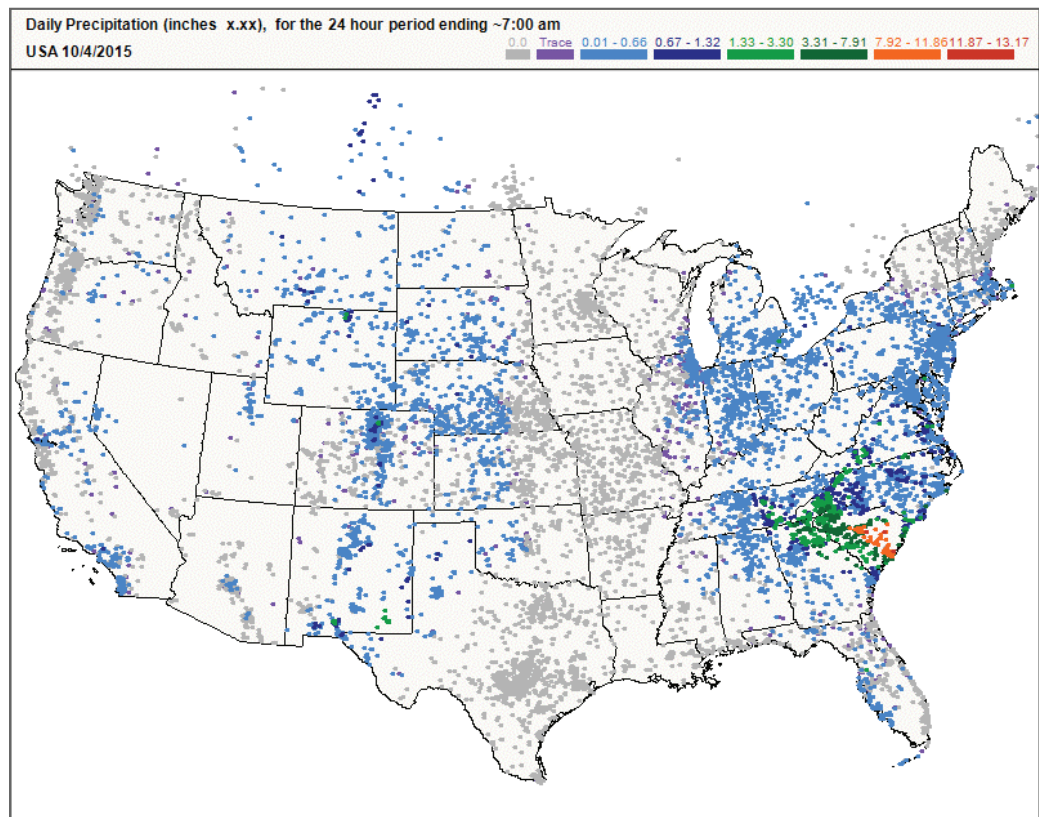 Daily Precipitation (inches x.xx), for the 24 hour period ending ~7:00 am
USA 10/4/2015
0.0 Trace 0.01 - 0.66 0.67 - 1.32 1.33 - 3.30 3.31 - 7.91 7.92 - 11.86 11.87 - 13.17